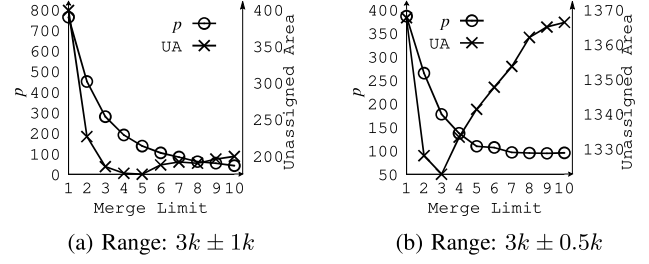 800
700
600
500
400
300
200
100
0
p
400
350
300
250
200
Unassigned Area
p
UA
1 2 3 4 5 6 7 8 9 10
Merge Limit
(a) Range: 3k ± 1k
400
350
300
250
200
150
100
50
p
1370
1360
1350
1340
1330
Unassigned Area
p
UA
1 2 3 4 5 6 7 8 9 10
Merge Limit
(b) Range: 3k ± 0.5k